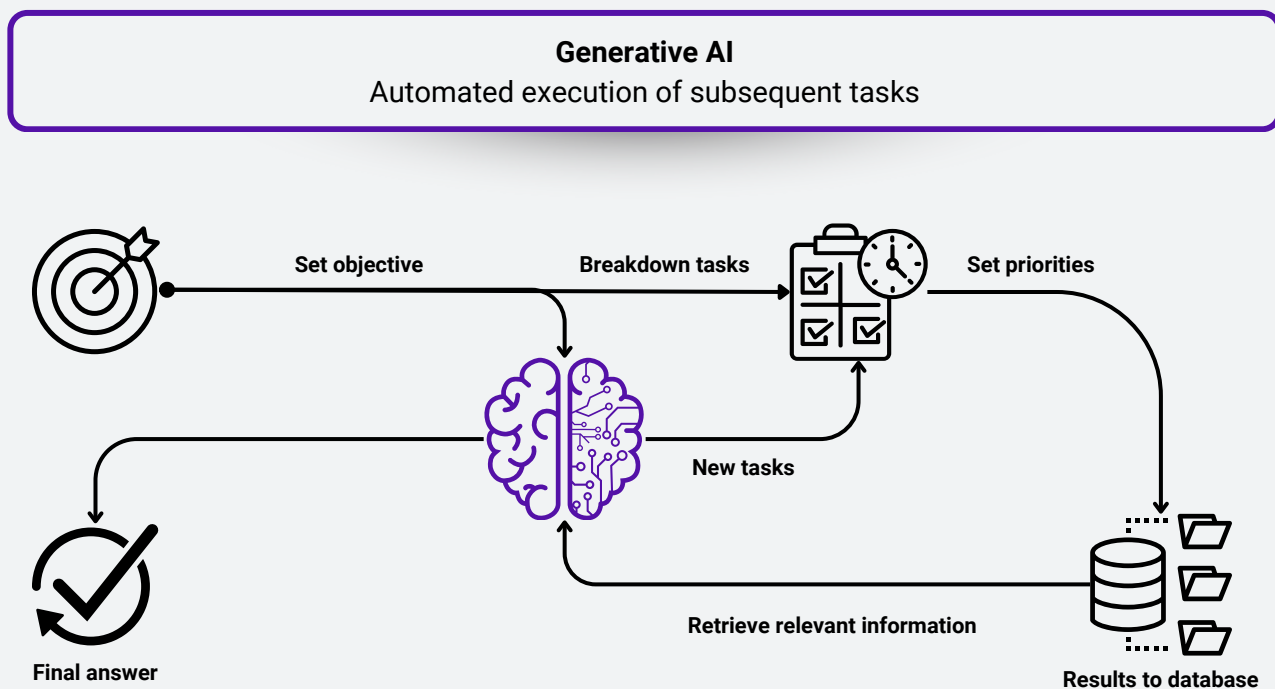 Generative AI
Automated execution of subsequent tasks
Set objective
Breakdown tasks
Set priorities
New tasks
Retrieve relevant information
Final answer
Results to database